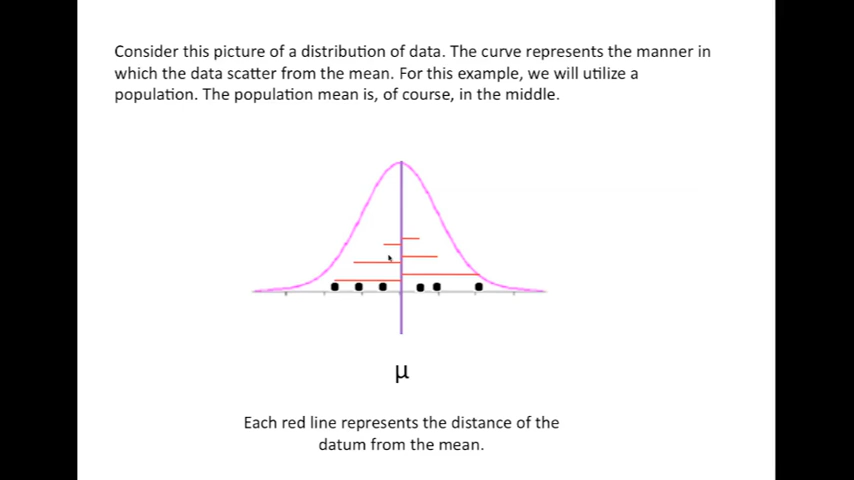 Consider this picture of a distribution of data. The curve represents the manner in
which the data scatter from the mean. For this example, we will utilize a
population. The population mean is, of course, in the middle.
μ
Each red line represents the distance of the
datum from the mean.